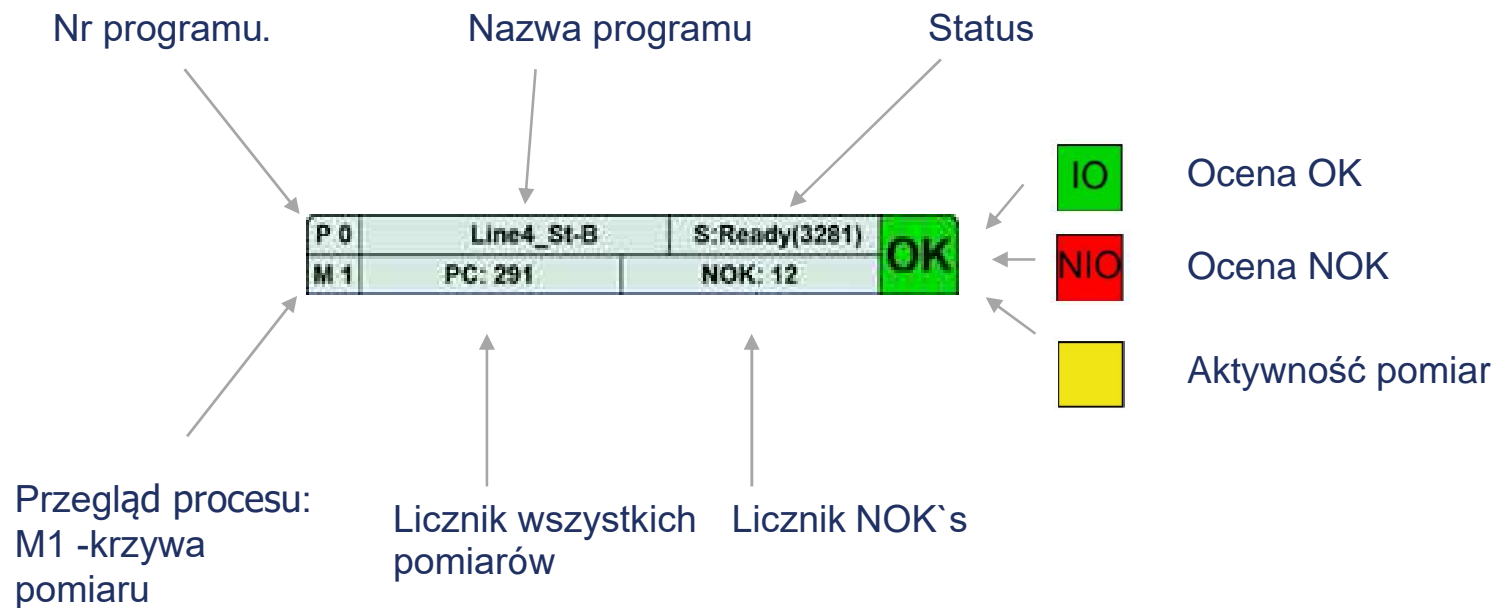 Nr programu.
Nazwa programu
Status
IO
Ocena OK
P 0
Line4_St-B
S:Ready(3281)
OK
M 1
PC: 291
NOK: 12
NIO
Ocena NOK
Aktywność pomiar
Przegląd procesu:
M1 -krzywa
pomiaru
Licznik wszystkich
pomiarów
Licznik NOK`s